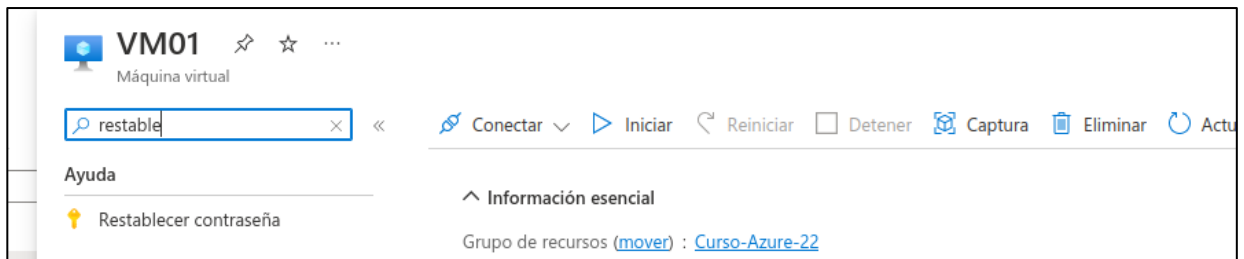 VM01
Máquina virtual
restable
Conectar Iniciar Reiniciar Detener Captura Eliminar Actu
Ayuda
Restablecer contraseña
Información esencial
Grupo de recursos (mover) : Curso-Azure-22